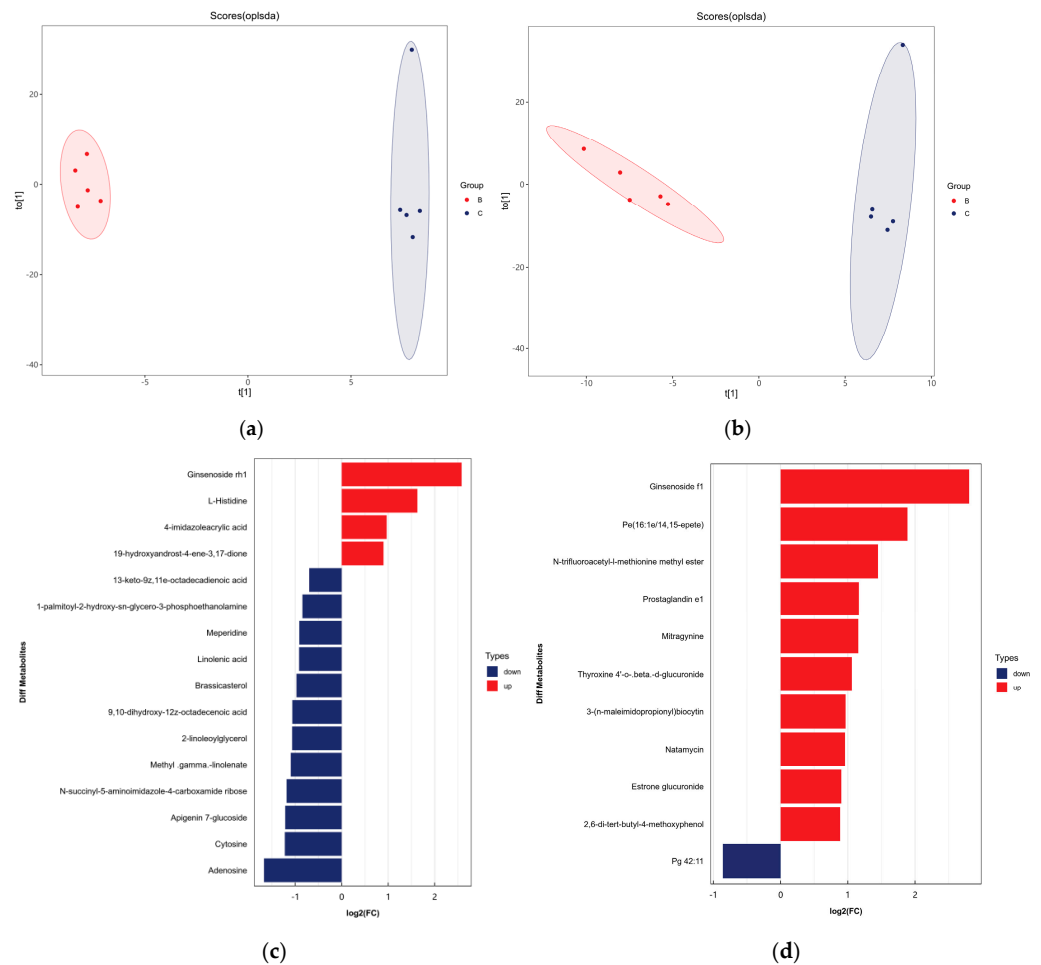 Scores(oplsda)
20
0
-20
-40
to[1]
-5
0
5
t[1]
Group
B
C
(a)
Scores(oplsda)
20
0
-20
-40
to[1]
-10
-5
0
5
10
t[1]
Group
B
C
(b)
Diff Metabolites
Ginsenoside rh1
L-Histidine
4-imidazoleacrylic acid
19-hydroxyandrost-4-ene-3,17-dione
13-keto-9z,11e-octadecadienoic acid
1-palmitoyl-2-hydroxy-sn-glycero-3-phosphoethanolamine
Meperidine
Linolenic acid
Brassicasterol
9,10-dihydroxy-12z-octadecenoic acid
2-linoleoylglycerol
Methyl .gamma.-linolenate
N-succinyl-5-aminoimidazole-4-carboxamide ribose
Apigenin 7-glucoside
Cytosine
Adenosine
-1
0
1
2
log2(FC)
Types
down
up
(c)
Diff Metabolites
Ginsenoside f1
Pe(16:1e/14,15-epete)
N-trifluoroacetyl-l-methionine methyl ester
Prostaglandin e1
Mitragynine
Thyroxine 4'-o-.beta.-d-glucuronide
3-(n-maleimidopropionyl)biocytin
Natamycin
Estrone glucuronide
2,6-di-tert-butyl-4-methoxyphenol
Pg 42:11
-1
0
1
2
log2(FC)
Types
down
up
(d)